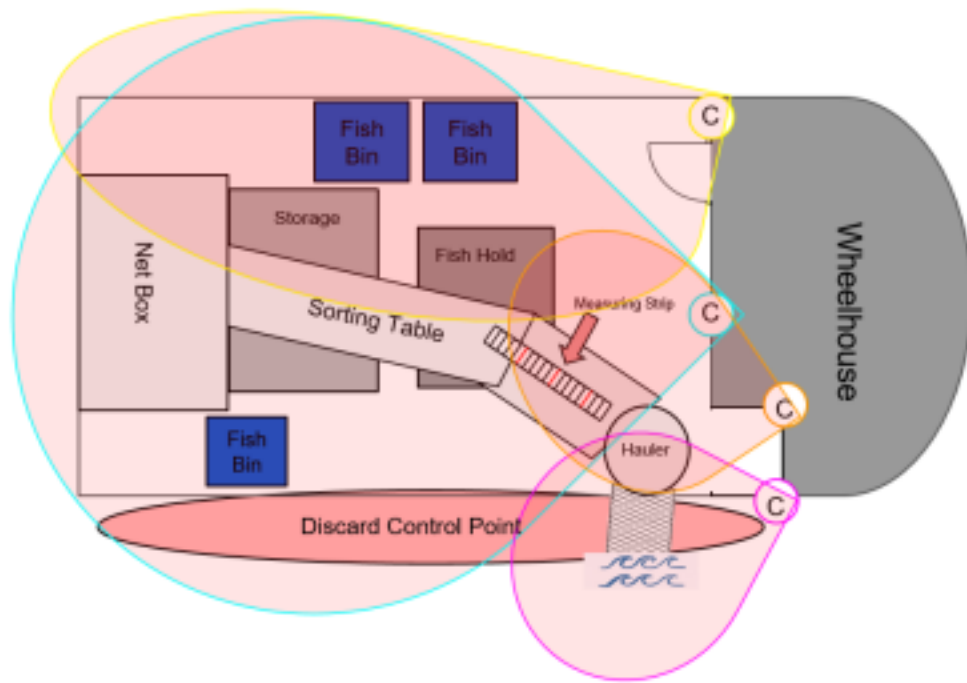 C
Fish
Bin
Fish
Bin
Storage
Fish Hold
Net Box
Sorting Table
Measuring Strip
C
Wheelhouse
C
Fish
Bin
Hauler
C
Discard Control Point